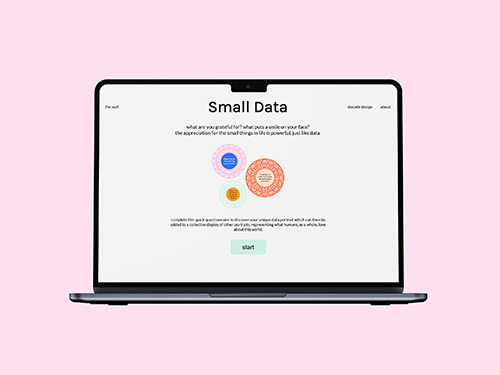 the wall
Small Data
decode design
about
what are you grateful for? what puts a smile on your face?
the appreciation for the small things in life is powerful, just like data.
complete this quick questionnaire to discover your unique data portrait which can then be
added to a collective display of other portraits, representing what humans, as a whole, love
about this world.
start